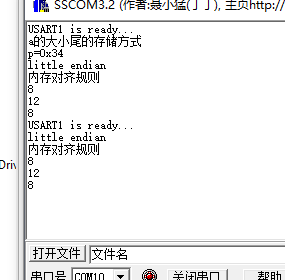 SSCOM3.2 (作者:聂小猛(丁丁), 主页http://
USART1 is ready...
a的大小尾的存储方式
p=0x34
little endian
内存对齐规则
8
12
8
USART1 is ready...
little endian
内存对齐规则
8
12
8
Driv
打开文件 文件名
串口号 COM10 关闭串口 帮助